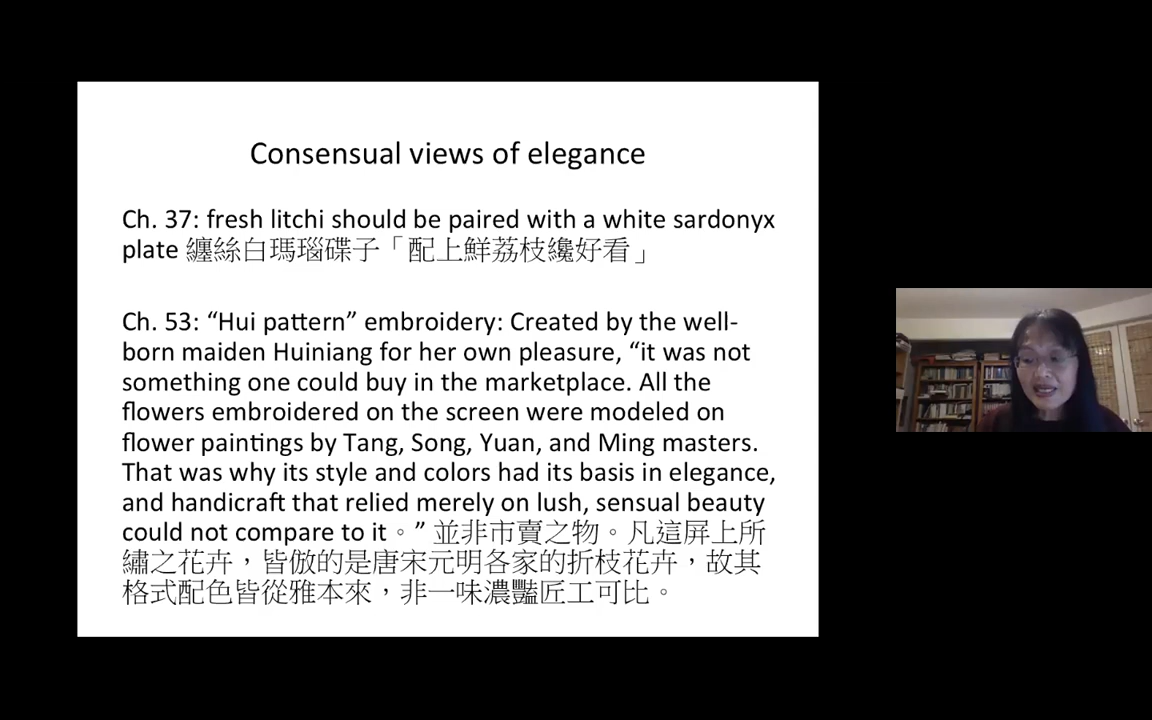 Consensual views of elegance
Ch. 37: fresh litchi should be paired with a white sardonyx
plate 纏絲白瑪瑙碟子「配上鮮荔枝纔好看」
Ch. 53: “Hui pattern” embroidery: Created by the well-
born maiden Huiniang for her own pleasure, “it was not
something one could buy in the marketplace. All the
flowers embroidered on the screen were modeled on
flower paintings by Tang, Song, Yuan, and Ming masters.
That was why its style and colors had its basis in elegance,
and handicraft that relied merely on lush, sensual beauty
could not compare to it。” 並非市賣之物。凡這屏上所
繡之花卉，皆倣的是唐宋元明各家的折枝花卉，故其
格式配色皆從雅本來，非一味濃豔匠工可比。